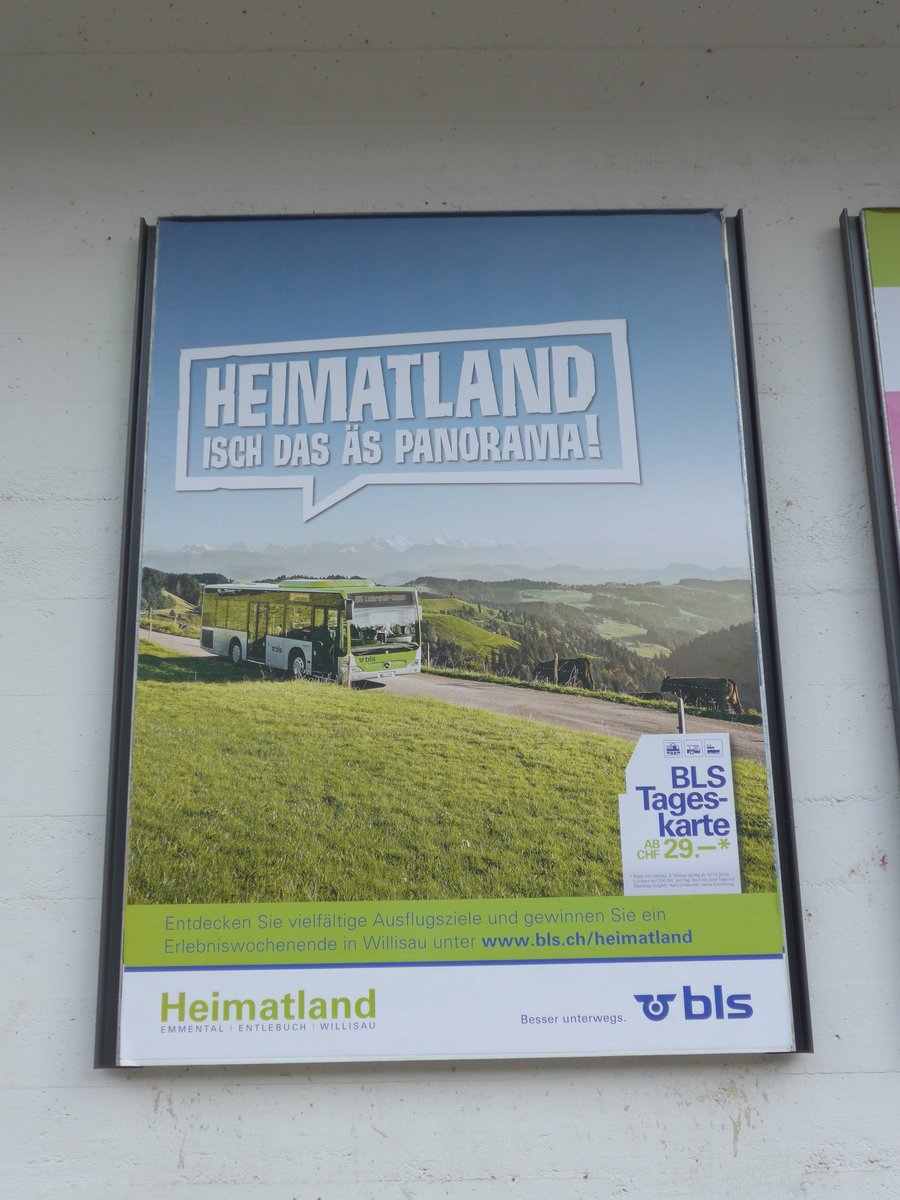 HEIMATLAND
ISCH DAS ÄS PANORAMA!
bls
bls
BLS
Tages-
karte
AB
CHF 29.–*
Entdecken Sie vielfältige Ausflugsziele und gewinnen Sie ein
Erlebniswochenende in Willisau unter www.bls.ch/heimatland
Heimatland
EMMENTAL | ENTLEBUCH | WILLISAU
Besser unterwegs.
bls